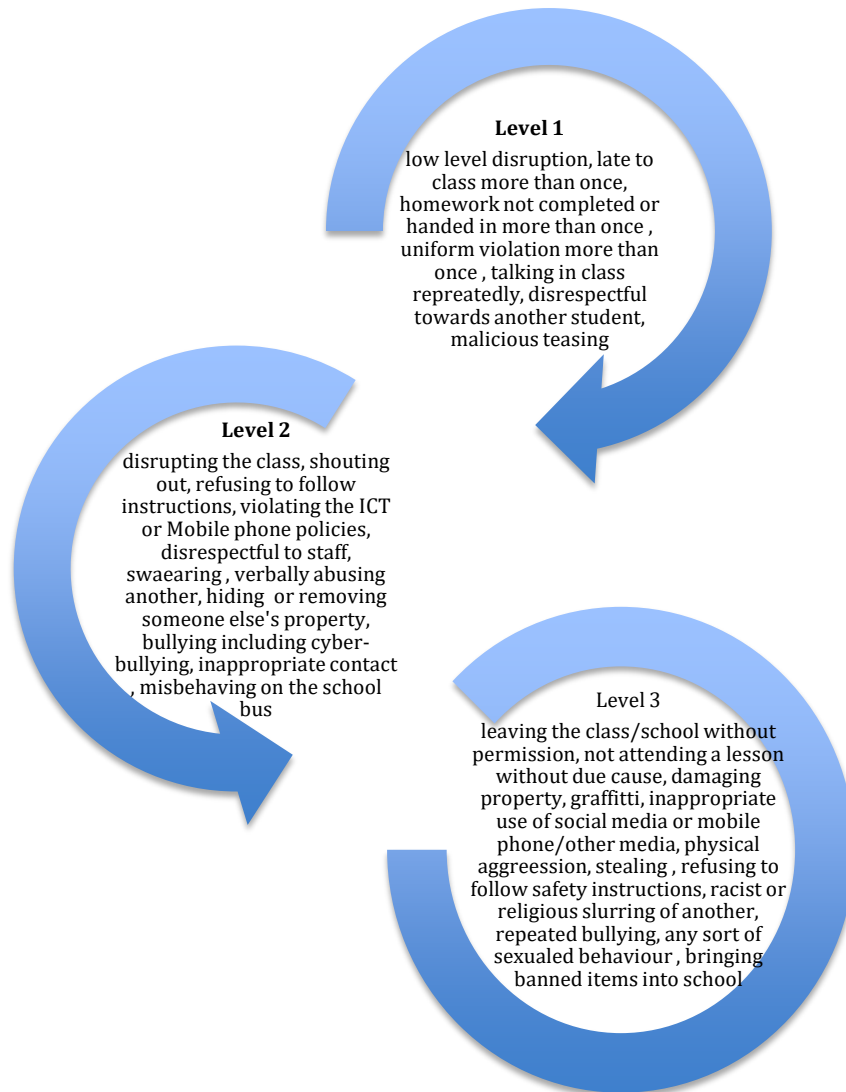 Level 1
low level disruption, late to
class more than once,
homework not completed or
handed in more than once ,
uniform violation more than
once , talking in class
repreatedly, disrespectful
towards another student,
malicious teasing
Level 2
disrupting the class, shouting
out, refusing to follow
instructions, violating the ICT
or Mobile phone policies,
disrespectful to staff,
swaearing , verbally abusing
another, hiding  or removing
someone else's property,
bullying including cyber-
bullying, inappropriate contact
, misbehaving on the school
bus
Level 3
leaving the class/school without
permission, not attending a lesson
without due cause, damaging
property, graffitti, inappropriate
use of social media or mobile
phone/other media, physical
aggreession, stealing , refusing to
follow safety instructions, racist or
religious slurring of another,
repeated bullying, any sort of
sexualed behaviour , bringing
banned items into school